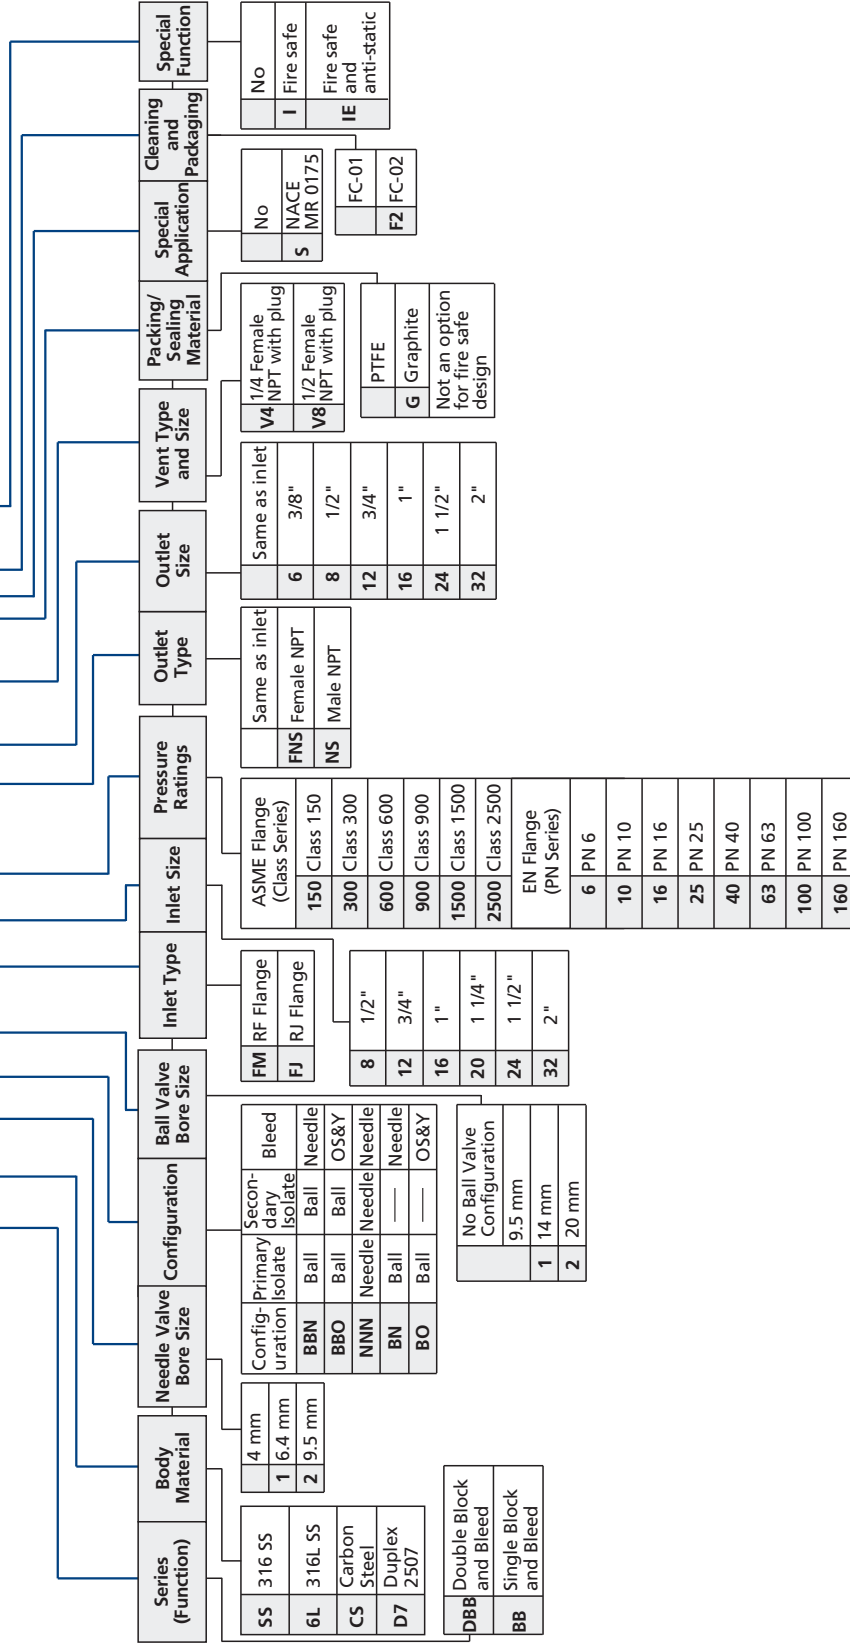 Series
(Function)
Body
Material
Needle Valve
Bore Size
Configuration
Ball Valve
Bore Size
Inlet Type
Inlet Size
Pressure
Ratings
Outlet
Type
Outlet
Size
Vent Type
and Size
Packing/
Sealing
Material
Special
Application
Cleaning
and
Packaging
Special
Function
SS 316 SS
6L 316L SS
CS Carbon
Steel
D7 Duplex
2507
DBB Double Block
and Bleed
BB Single Block
and Bleed
4 mm
1 6.4 mm
2 9.5 mm
Config-
uration
Primary
Isolate
Secon-
dary
Isolate
Bleed
BBN Ball Ball Needle
BBO Ball Ball OS&Y
NNN Needle Needle Needle
BN Ball —— Needle
BO Ball —— OS&Y
No Ball Valve
Configuration
9.5 mm
1 14 mm
2 20 mm
FM RF Flange
FJ RJ Flange
8 1/2"
12 3/4"
16 1"
20 1 1/4"
24 1 1/2"
32 2"
ASME Flange
(Class Series)
150 Class 150
300 Class 300
600 Class 600
900 Class 900
1500 Class 1500
2500 Class 2500
EN Flange
(PN Series)
6 PN 6
10 PN 10
16 PN 16
25 PN 25
40 PN 40
63 PN 63
100 PN 100
160 PN 160
Same as inlet
FNS Female NPT
NS Male NPT
Same as inlet
6 3/8"
8 1/2"
12 3/4"
16 1"
24 1 1/2"
32 2"
V4 1/4 Female
NPT with plug
V8 1/2 Female
NPT with plug
PTFE
G Graphite
Not an option
for fire safe
design
No
S NACE
MR 0175
FC-01
F2 FC-02
No
I Fire safe
IE Fire safe
and
anti-static